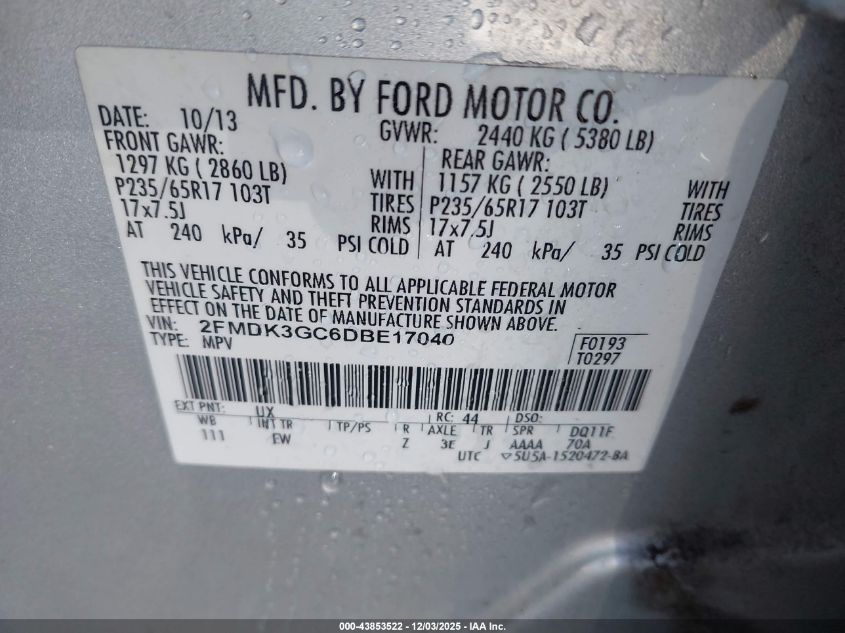 MFD. BY FORD MOTOR CO.
DATE: 10/13 GVWR: 2440 KG ( 5380 LB)
FRONT GAWR: REAR GAWR:
1297 KG ( 2860 LB) WITH 1157 KG ( 2550 LB) WITH
P235/65R17 103T TIRES P235/65R17 103T TIRES
17x7.5J RIMS 17x7.5J RIMS
AT 240 kPa/ 35 PSI COLD AT 240 kPa/ 35 PSI COLD
THIS VEHICLE CONFORMS TO ALL APPLICABLE FEDERAL MOTOR
VEHICLE SAFETY AND THEFT PREVENTION STANDARDS IN
EFFECT ON THE DATE OF MANUFACTURE SHOWN ABOVE.
VIN: 2FMDK3GC6DBE17040 F0193
TYPE: MPV T0297
EXT PNT: UX RC: 44 DSO:
WB INT TR TP/PS R AXLE TR SPR DQ11F
111 EW Z 3E J AAAA 70A
UTC ▽5U5A-1520472-BA
000-43853522 - 12/03/2025 - IAA Inc.